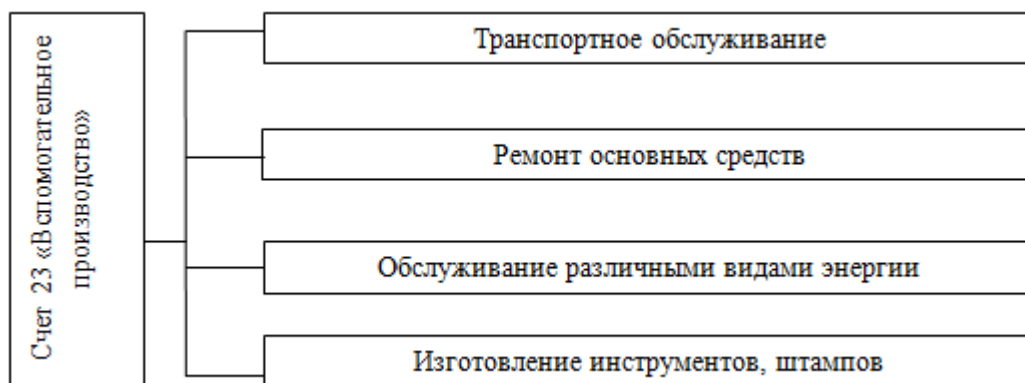 Счет 23 «Вспомогательное
производство»
Транспортное обслуживание
Ремонт основных средств
Обслуживание различными видами энергии
Изготовление инструментов, штампов